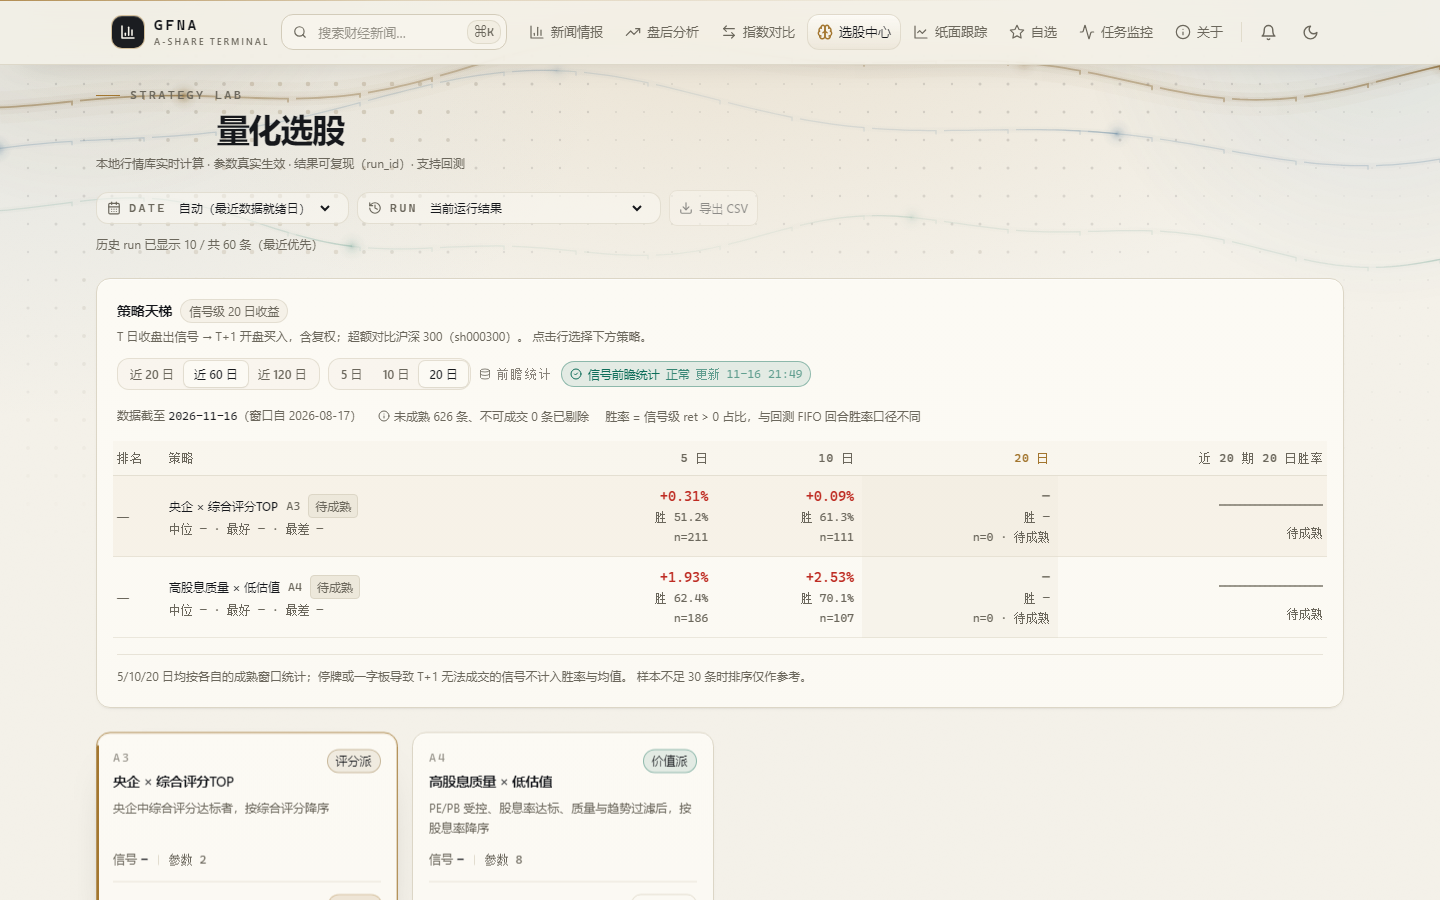 GFNA
A-SHARE TERMINAL
搜索财经新闻...
⌘K
新闻情报
盘后分析
指数对比
选股中心
纸面跟踪
自选
任务监控
关于
STRATEGY LAB
量化选股
本地行情库实时计算 · 参数真实生效 · 结果可复现（run_id）· 支持回测
DATE 自动（最近数据就绪日）
RUN 当前运行结果
导出 CSV
历史 run 已显示 10 / 共 60 条（最近优先）
策略天梯 信号级 20 日收益
T 日收盘出信号 → T+1 开盘买入，含复权；超额对比沪深 300（sh000300）。 点击行选择下方策略。
近 20 日 近 60 日 近 120 日 5 日 10 日 20 日 前瞻统计 信号前瞻统计 正常 更新 11-16 21:49
数据截至 2026-11-16（窗口自 2026-08-17） 未成熟 626 条、不可成交 0 条已剔除 胜率 = 信号级 ret > 0 占比，与回测 FIFO 回合胜率口径不同
排名 策略 5 日 10 日 20 日 近 20 期 20 日胜率
— 央企 × 综合评分TOP A3 待成熟
中位 — · 最好 — · 最差 —
+0.31%
胜 51.2%
n=211
+0.09%
胜 61.3%
n=111
—
胜 —
n=0 · 待成熟
待成熟
— 高股息质量 × 低估值 A4 待成熟
中位 — · 最好 — · 最差 —
+1.93%
胜 62.4%
n=186
+2.53%
胜 70.1%
n=107
—
胜 —
n=0 · 待成熟
待成熟
5/10/20 日均按各自的成熟窗口统计；停牌或一字板导致 T+1 无法成交的信号不计入胜率与均值。 样本不足 30 条时排序仅作参考。
A3
评分派
央企 × 综合评分TOP
央企中综合评分达标者，按综合评分降序
信号 — 参数 2
A4
价值派
高股息质量 × 低估值
PE/PB 受控、股息率达标、质量与趋势过滤后，按
股息率降序
信号 — 参数 8